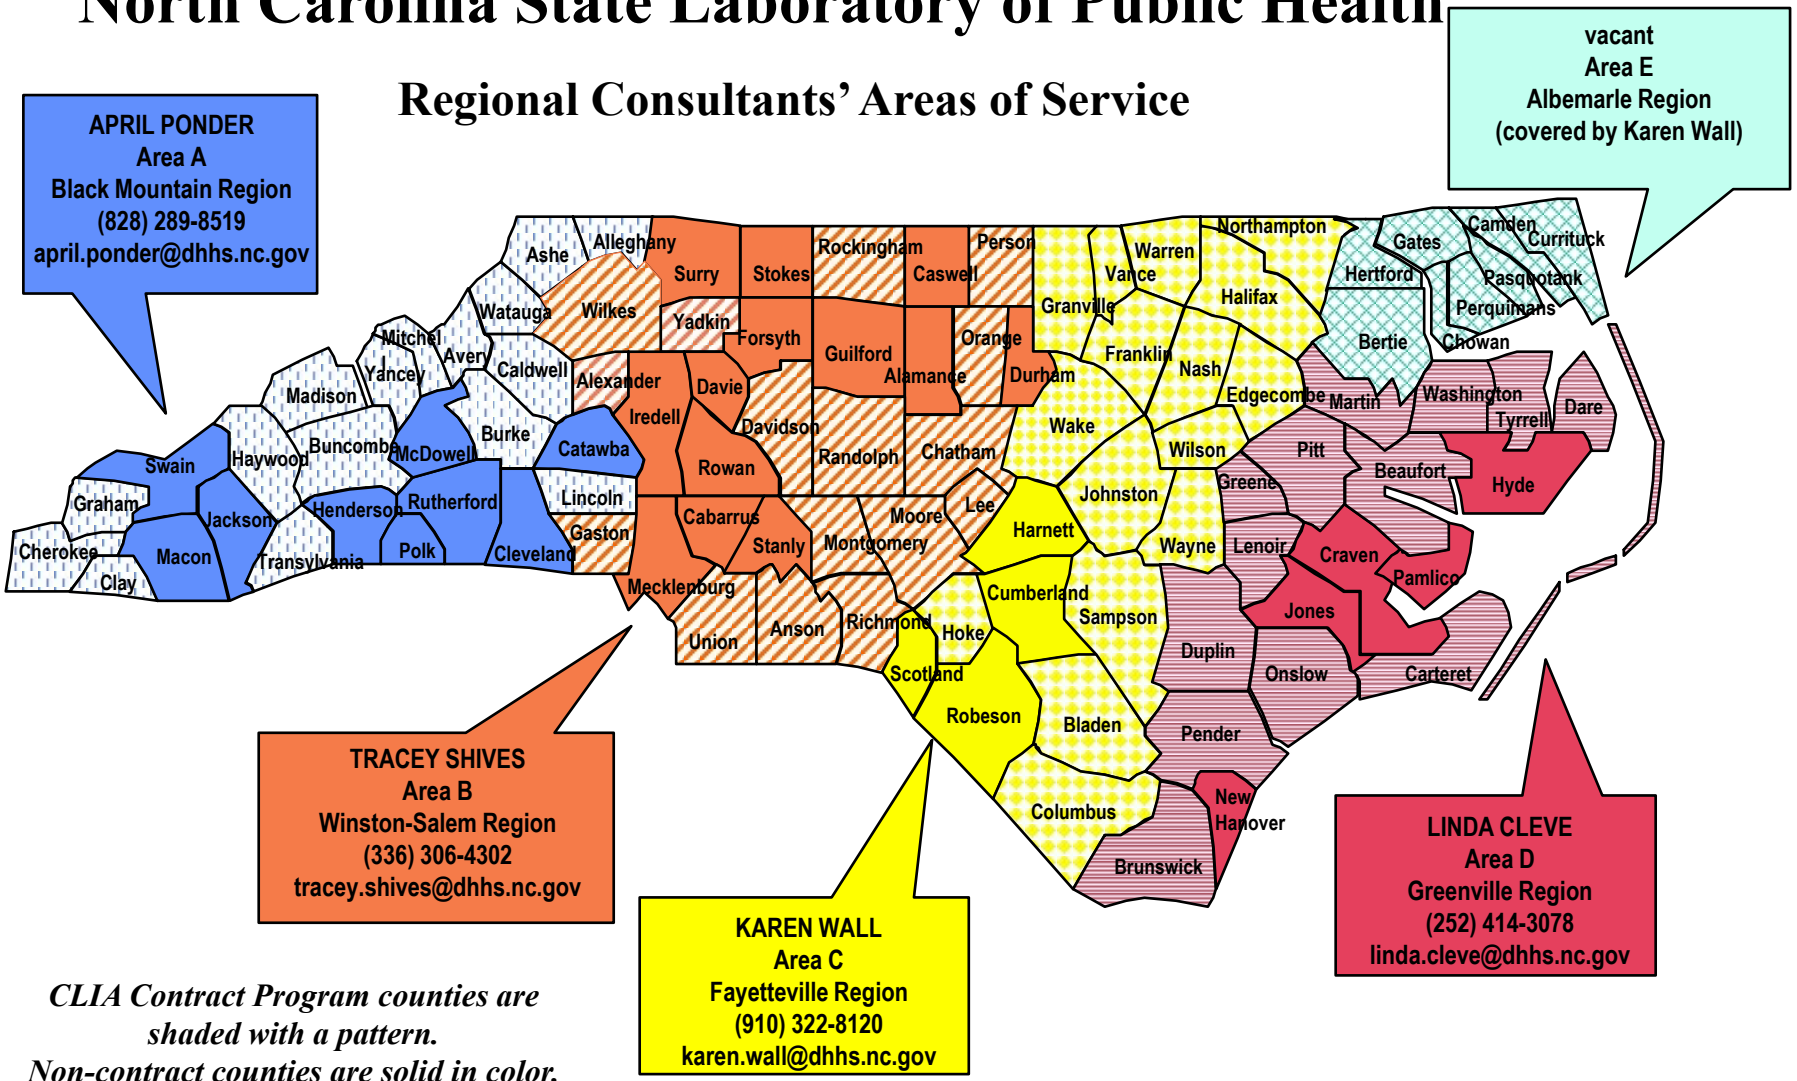 North Carolina State Laboratory of Public Health
Regional Consultants' Areas of Service
vacant
Area E
Albemarle Region
(covered by Karen Wall)
APRIL PONDER
Area A
Black Mountain Region
(828) 289-8519
april.ponder@dhhs.nc.gov
Ashe
Alleghany
Surry
Stokes
Rockingham
Caswell
Person
Granville
Vance
Warren
Northampton
Hertford
Gates
Camden
Currituck
Pasquotank
Perquimans
Chowan
Bertie
Halifax
Watauga
Wilkes
Yadkin
Forsyth
Guilford
Alamance
Orange
Durham
Franklin
Nash
Edgecombe
Martin
Washington
Tyrrell
Dare
Mitchel
Avery
Yancey
Caldwell
Alexander
Iredell
Davie
Davidson
Randolph
Chatham
Wake
Wilson
Pitt
Beaufort
Hyde
Madison
Buncombe
McDowell
Burke
Catawba
Rowan
Haywood
Swain
Graham
Jackson
Henderson
Rutherford
Polk
Cleveland
Lincoln
Gaston
Cabarrus
Stanly
Montgomery
Moore
Lee
Harnett
Johnston
Greene
Wayne
Lenoir
Craven
Pamlico
Jones
Cherokee
Clay
Macon
Transylvania
Mecklenburg
Union
Anson
Richmond
Scotland
Hoke
Cumberland
Sampson
Duplin
Onslow
Carteret
Robeson
Bladen
Pender
Columbus
New
Hanover
Brunswick
TRACEY SHIVES
Area B
Winston-Salem Region
(336) 306-4302
tracey.shives@dhhs.nc.gov
KAREN WALL
Area C
Fayetteville Region
(910) 322-8120
karen.wall@dhhs.nc.gov
LINDA CLEVE
Area D
Greenville Region
(252) 414-3078
linda.cleve@dhhs.nc.gov
CLIA Contract Program counties are
shaded with a pattern.
Non-contract counties are solid in color.